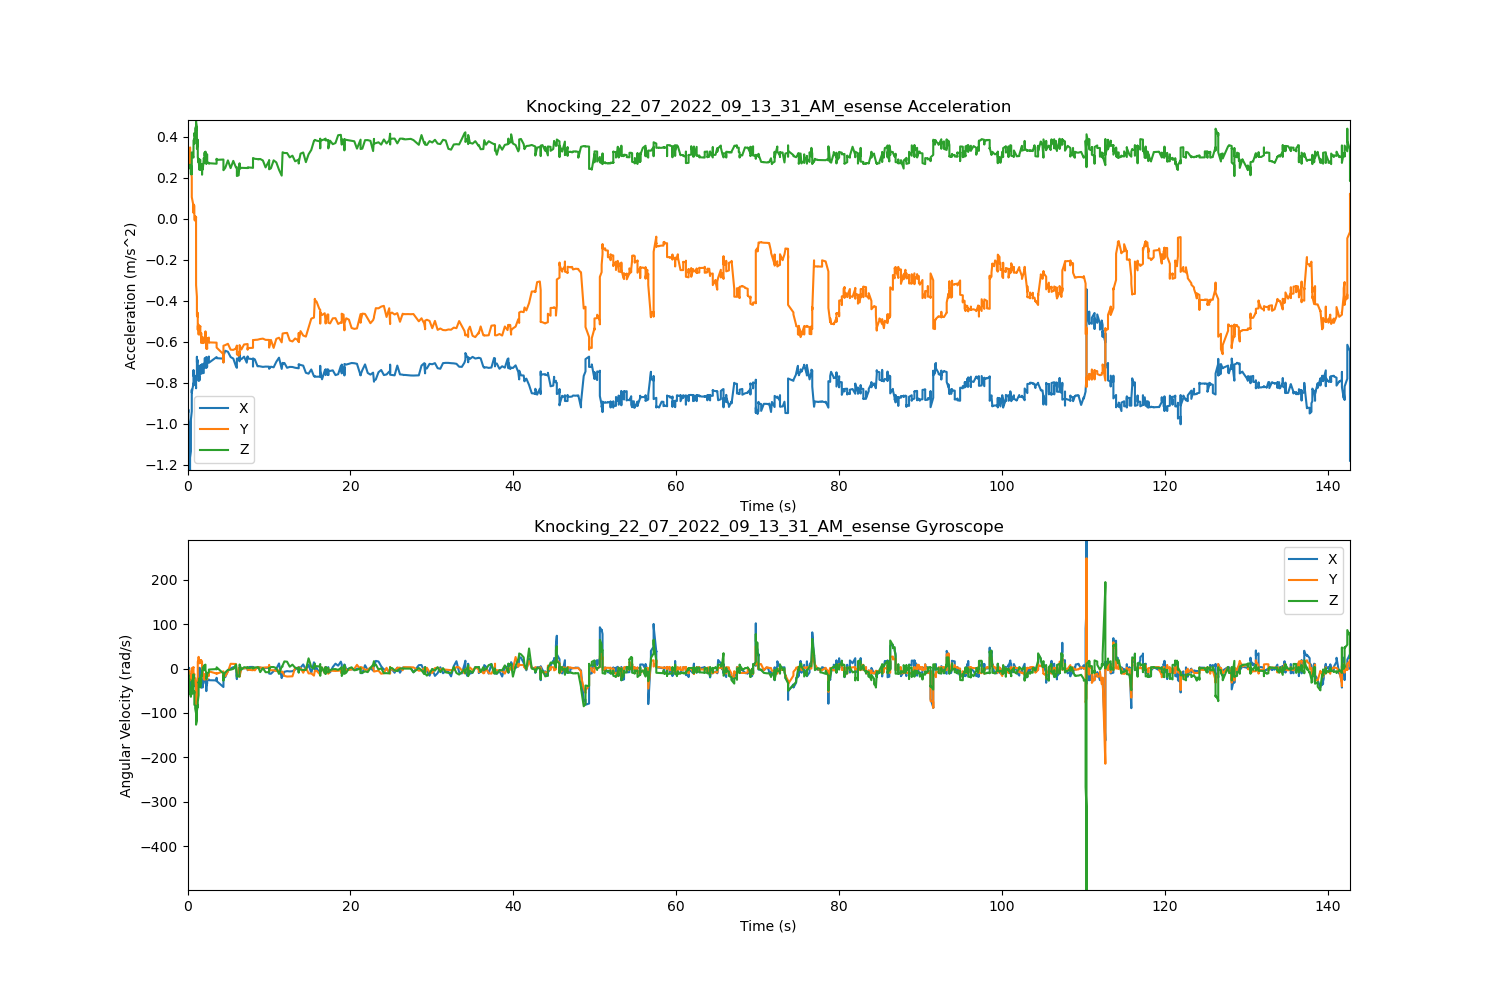 Knocking_22_07_2022_09_13_31_AM_esense Acceleration
0.4
0.2
0.0
−0.2
−0.4
−0.6
−0.8
−1.0
−1.2
Acceleration (m/s^2)
X
Y
Z
0 20 40 60 80 100 120 140
Time (s)
Knocking_22_07_2022_09_13_31_AM_esense Gyroscope
200
100
0
−100
−200
−300
−400
Angular Velocity (rad/s)
X
Y
Z
0 20 40 60 80 100 120 140
Time (s)